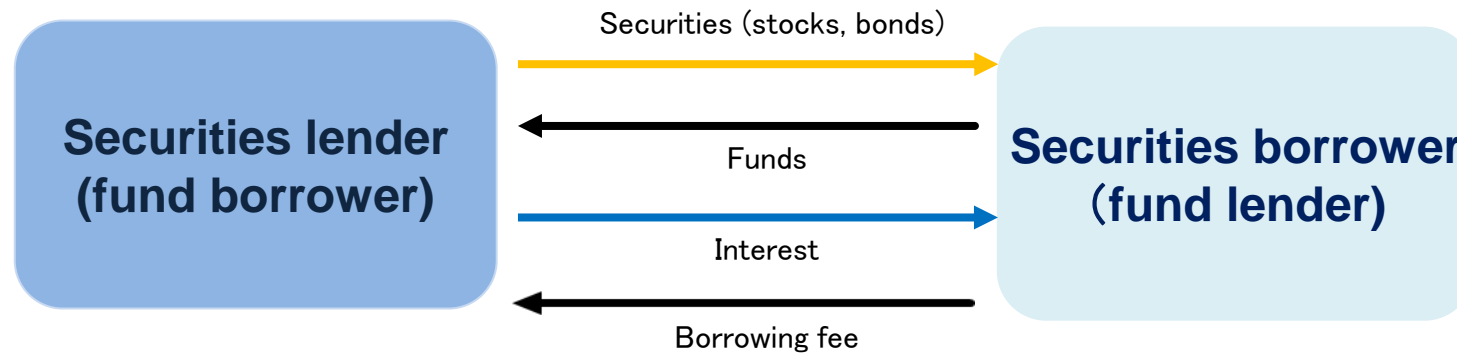 Securities (stocks, bonds)
Securities lender
(fund borrower)
Funds
Interest
Borrowing fee
Securities borrower
（fund lender)